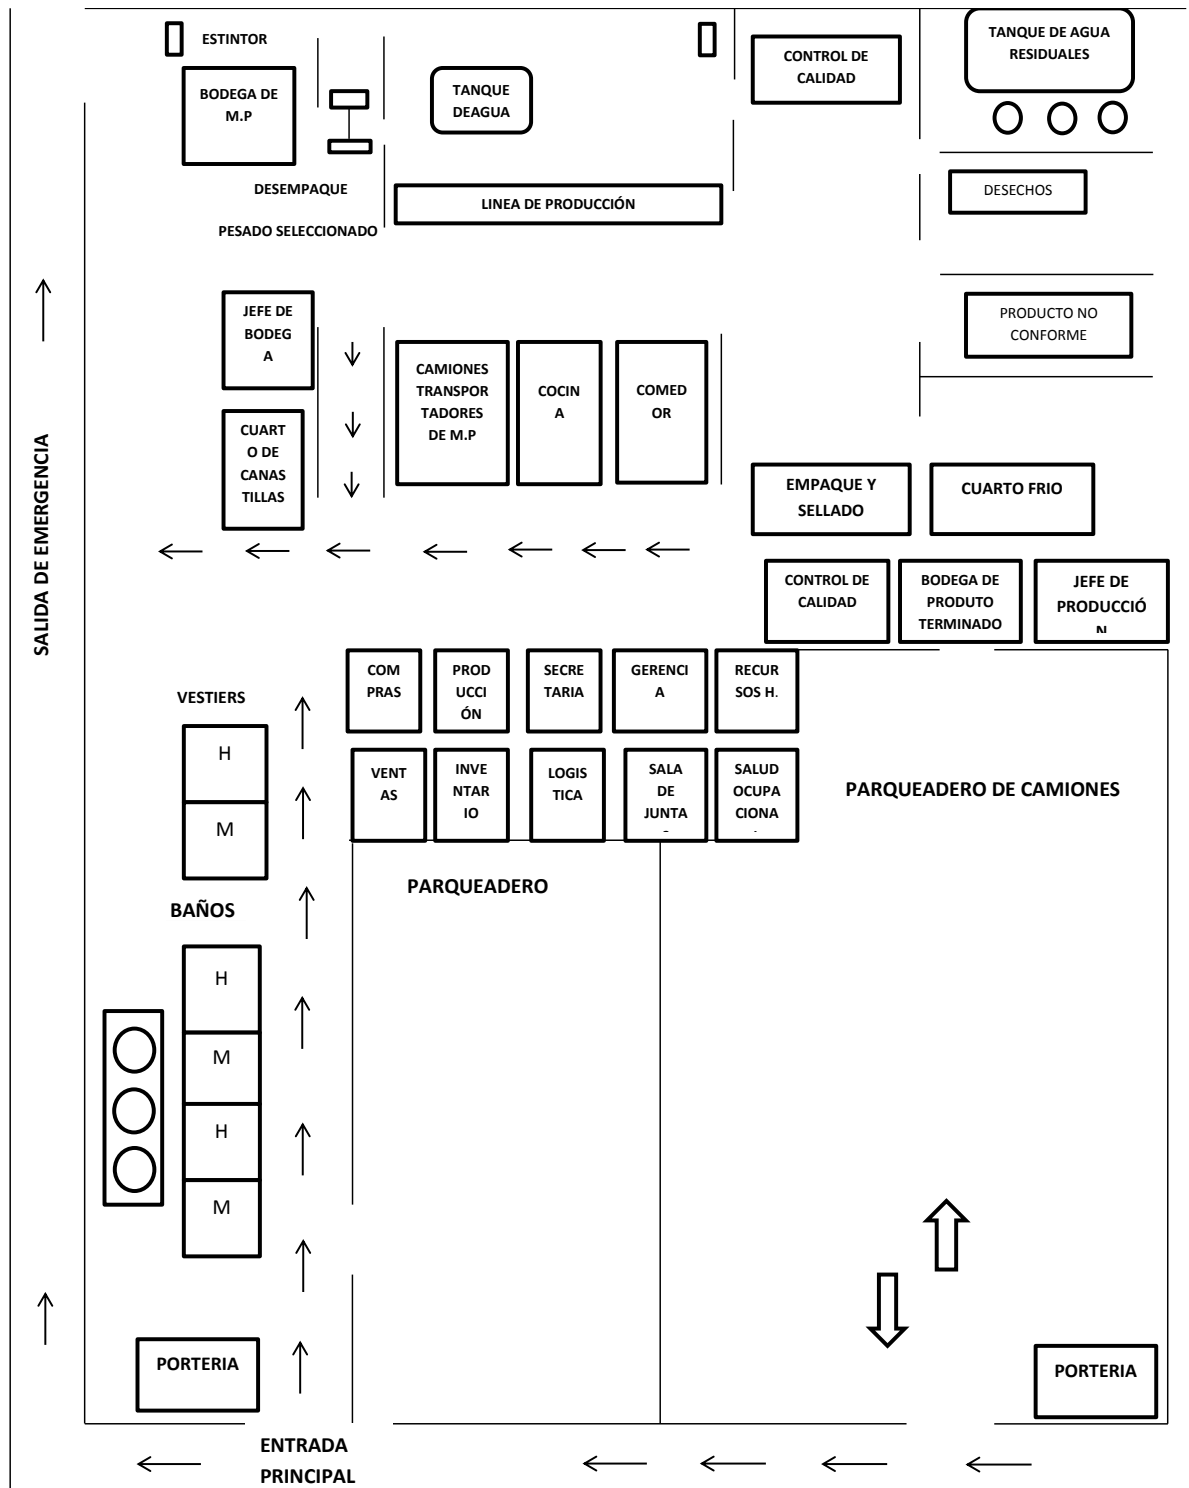 ESTINTOR
BODEGA DE
M.P
TANQUE
DEAGUA
CONTROL DE
CALIDAD
TANQUE DE AGUA
RESIDUALES
DESEMPAQUE
PESADO SELECCIONADO
LINEA DE PRODUCCIÓN
DESECHOS
JEFE DE
BODEG
A
PRODUCTO NO
CONFORME
CUART
O DE
CANAS
TILLAS
CAMIONES
TRANSPOR
TADORES
DE M.P
COCIN
A
COMED
OR
SALIDA DE EMERGENCIA
EMPAQUE Y
SELLADO
CUARTO FRIO
CONTROL DE
CALIDAD
BODEGA DE
PRODUTO
TERMINADO
JEFE DE
PRODUCCIÓ
N
COM
PRAS
PROD
UCCI
ÓN
SECRE
TARIA
GERENCI
A
RECUR
SOS H.
VESTIERS
H
M
VENT
AS
INVE
NTAR
IO
LOGIS
TICA
SALA
DE
JUNTA
SALUD
OCUPA
CIONA
PARQUEADERO DE CAMIONES
PARQUEADERO
BAÑOS
H
M
H
M
PORTERIA
PORTERIA
ENTRADA
PRINCIPAL